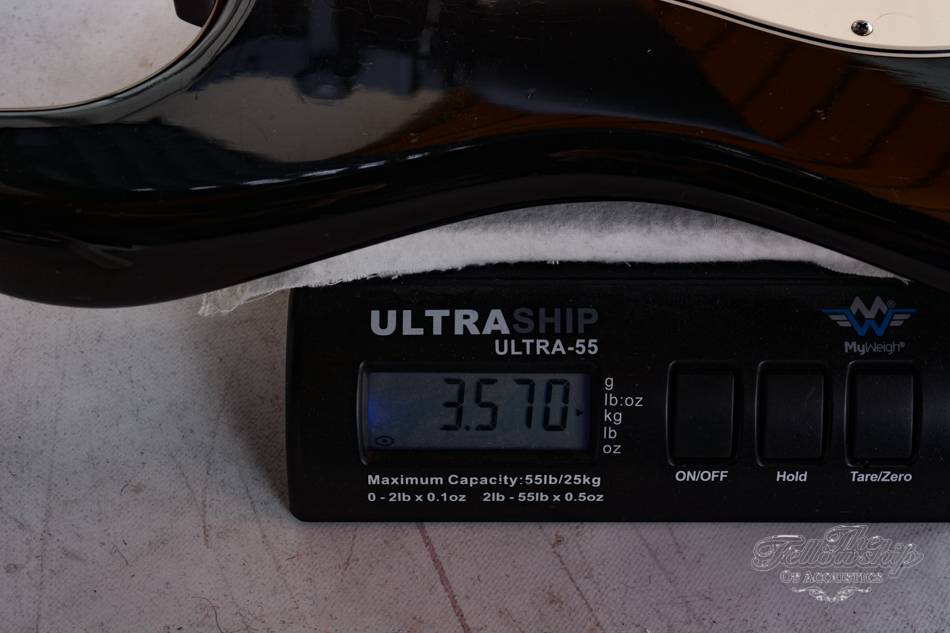 ULTRASHIP
ULTRA-55
MW®
MyWeigh®
3.570
g
lb:oz
kg
lb
oz
ON/OFF
Hold
Tare/Zero
Maximum Capacity:55lb/25kg
0 - 2lb x 0.1oz 2lb - 55lb x 0.5oz
The
Fellowship
Of Acoustics